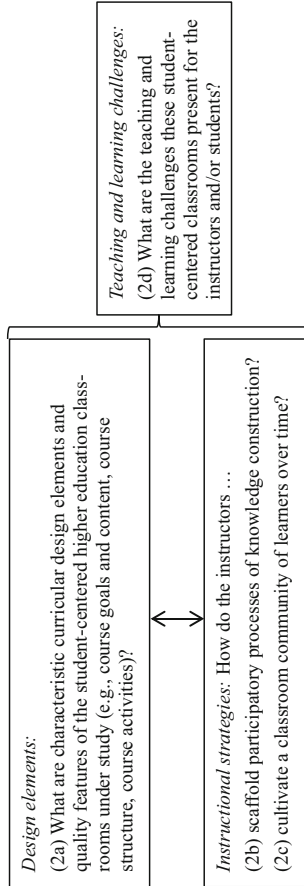 Design elements:
(2a) What are characteristic curricular design elements and
quality features of the student-centered higher education class-
rooms under study (e.g., course goals and content, course
structure, course activities)?
Instructional strategies: How do the instructors …
(2b) scaffold participatory processes of knowledge construction?
(2c) cultivate a classroom community of learners over time?
Teaching and learning challenges:
(2d) What are the teaching and
learning challenges these student-
centered classrooms present for the
instructors and/or students?